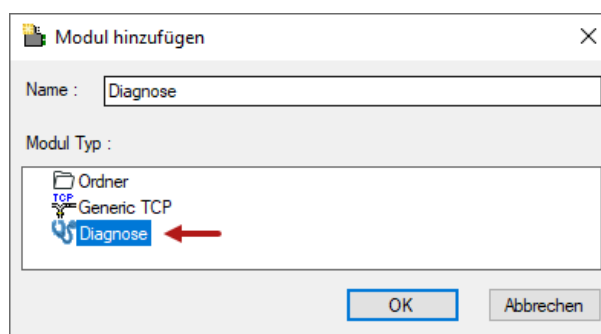 Modul hinzufügen
Name : Diagnose
Modul Typ :
Ordner
TCP
Generic TCP
Diagnose
OK Abbrechen